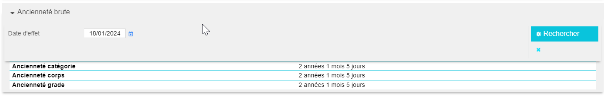 Ancienneté brute
Date d'effet 10/01/2024 Rechercher
Ancienneté catégorie 2 années 1 mois 5 jours
Ancienneté corps 2 années 1 mois 5 jours
Ancienneté grade 2 années 1 mois 5 jours